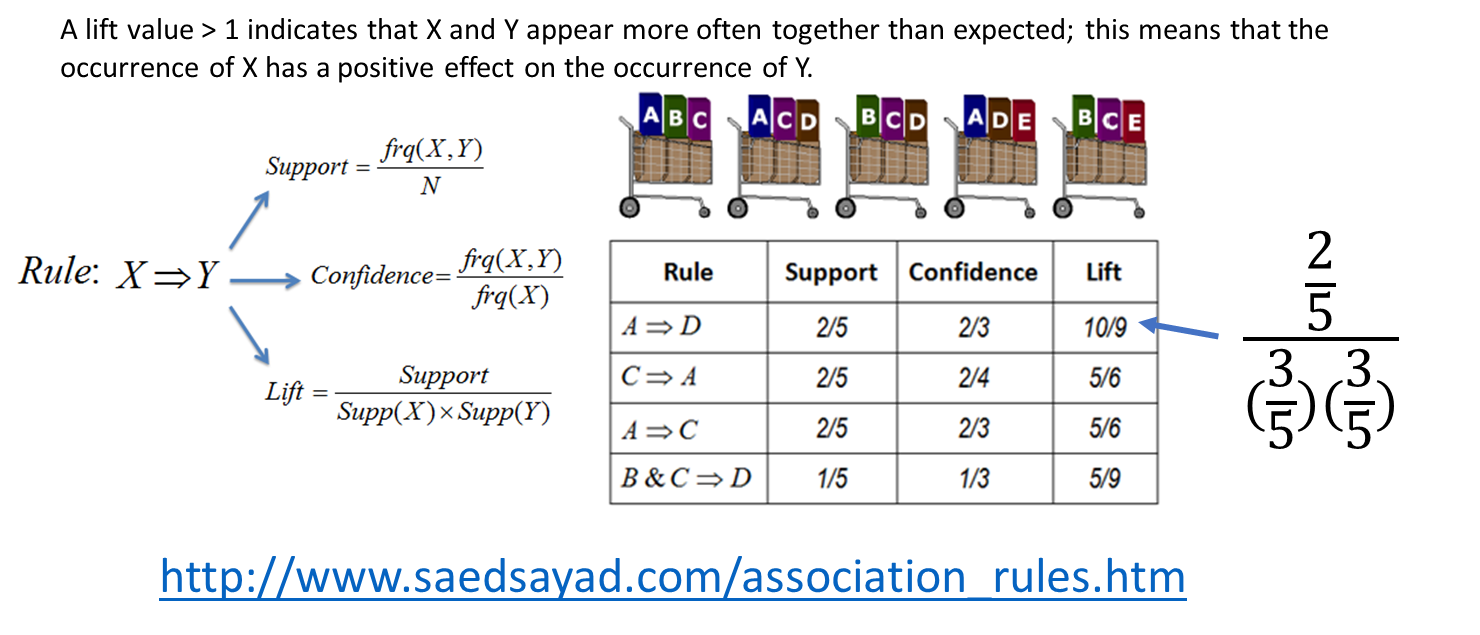 A lift value > 1 indicates that X and Y appear more often together than expected; this means that the
occurrence of X has a positive effect on the occurrence of Y.
A B C A C D B C D A D E B C E
Support = frq(X,Y) / N
Rule: X ⇒ Y
Confidence= frq(X,Y) / frq(X)
Lift = Support / Supp(X)×Supp(Y)
Rule Support Confidence Lift
A ⇒ D 2/5 2/3 10/9
C ⇒ A 2/5 2/4 5/6
A ⇒ C 2/5 2/3 5/6
B & C ⇒ D 1/5 1/3 5/9
2/5 / (3/5)(3/5)
http://www.saedsayad.com/association_rules.htm